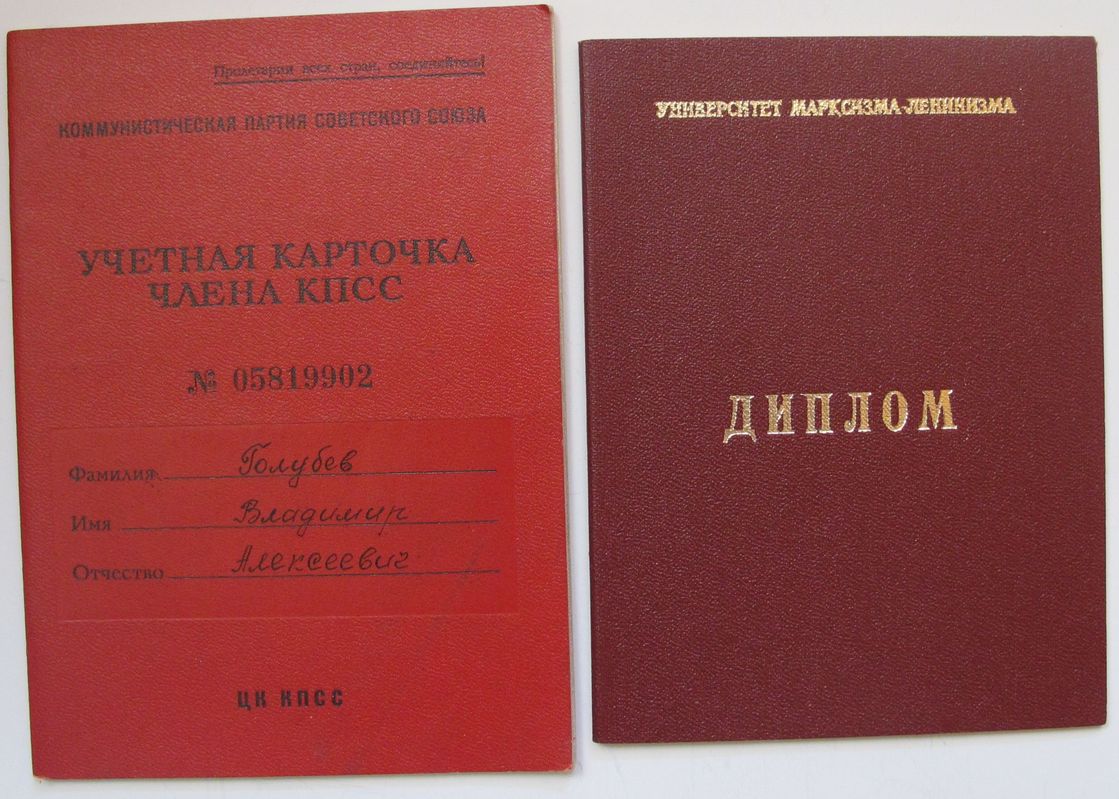 Пролетарии всех стран, соединяйтесь!
КОММУНИСТИЧЕСКАЯ ПАРТИЯ СОВЕТСКОГО СОЮЗА
УЧЕТНАЯ КАРТОЧКА
ЧЛЕНА КПСС
№ 05819902
Фамилия Голубев
Имя Владимир
Отчество Алексеевич
ЦК КПСС
УНИВЕРСИТЕТ МАРКСИЗМА-ЛЕНИНИЗМА
ДИПЛОМ